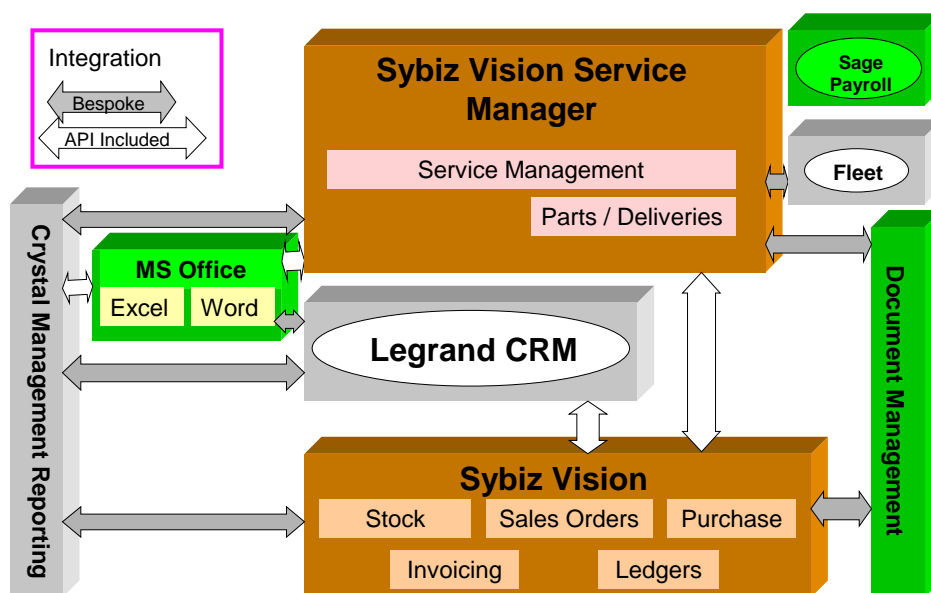 Integration
Bespoke
API Included
Sybiz Vision Service
Manager
Service Management
Parts / Deliveries
Sage
Payroll
Fleet
Crystal Management Reporting
MS Office
Excel
Word
Legrand CRM
Document Management
Sybiz Vision
Stock
Sales Orders
Purchase
Invoicing
Ledgers